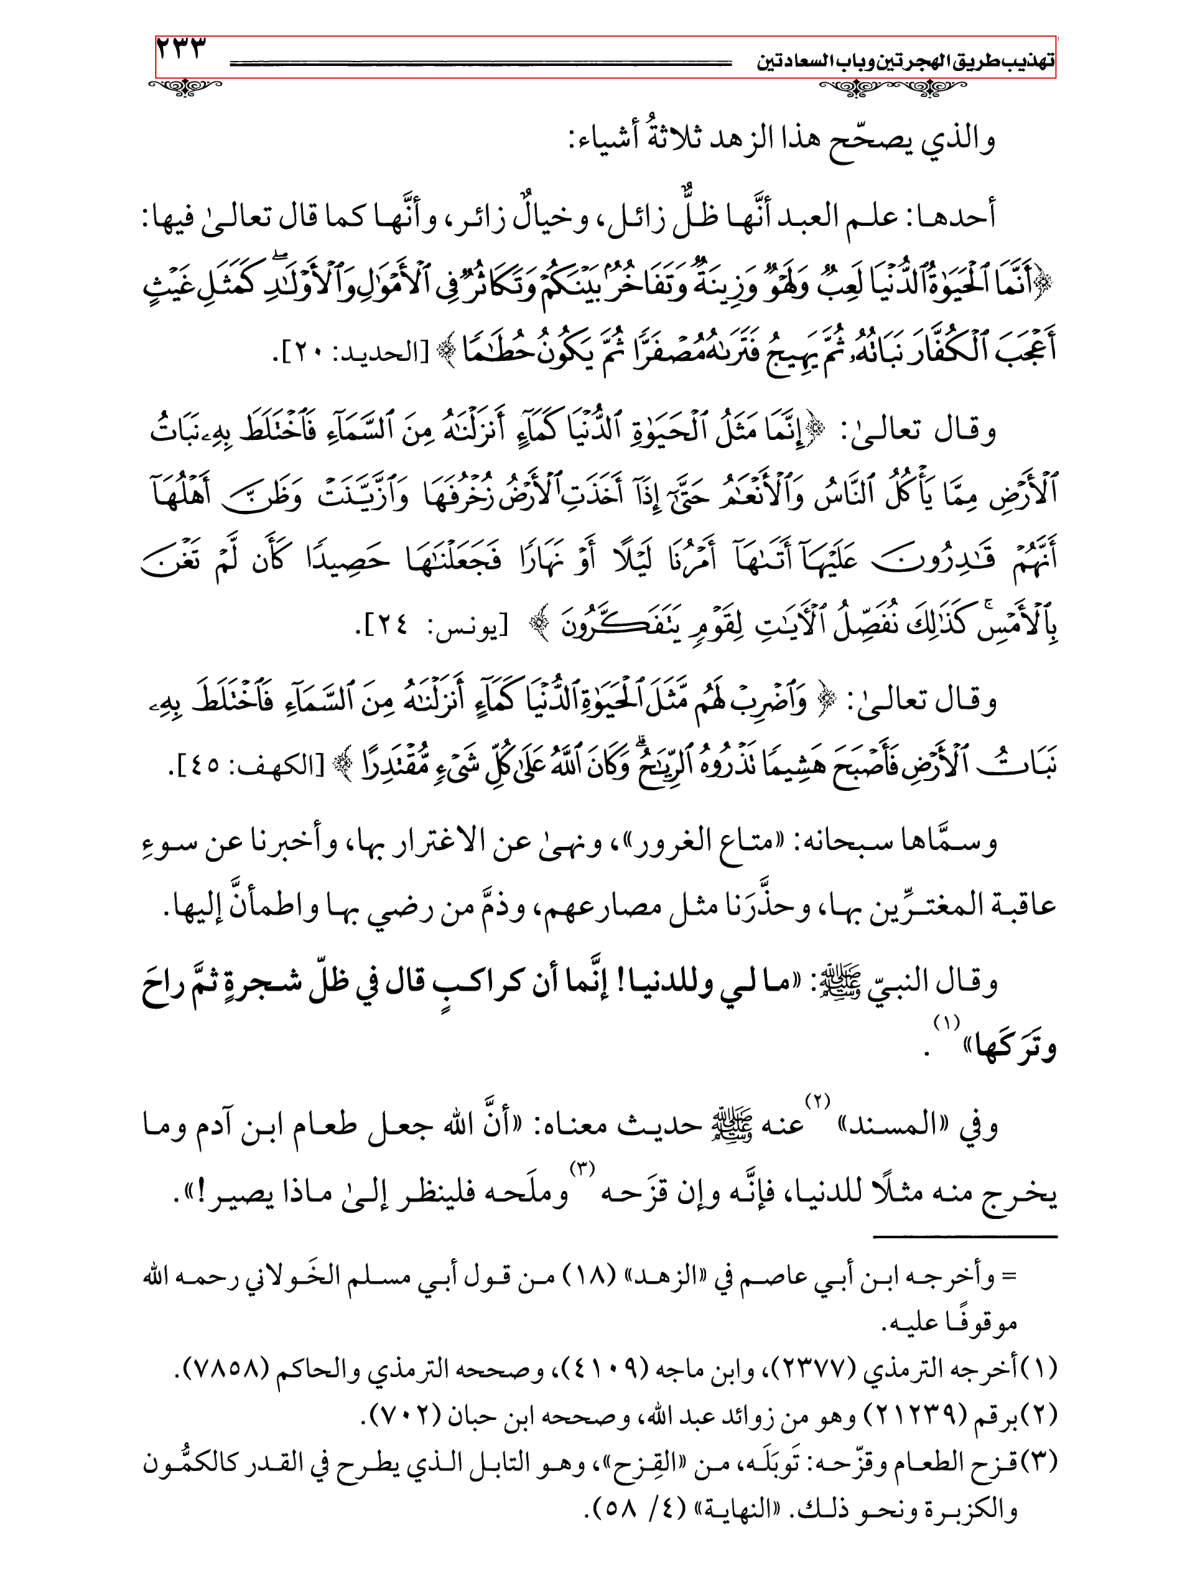 تهذيب طريق الهجرتين وباب السعادتين ٢٣٣
والذي يصحّح هذا الزهد ثلاثةُ أشياء:
أحدها: علم العبد أنَّها ظلٌّ زائل، وخيالٌ زائر، وأنَّها كما قال تعالىٰ فيها:
﴿أَنَّمَا ٱلْحَيَوٰةُ ٱلدُّنْيَا لَعِبٌ وَلَهْوٌ وَزِينَةٌ وَتَفَاخُرٌۢ بَيْنَكُمْ وَتَكَاثُرٌ فِى ٱلْأَمْوَٰلِ وَٱلْأَوْلَـٰدِ ۖ كَمَثَلِ غَيْثٍ
أَعْجَبَ ٱلْكُفَّارَ نَبَاتُهُۥ ثُمَّ يَهِيجُ فَتَرَىٰهُ مُصْفَرًّا ثُمَّ يَكُونُ حُطَـٰمًا﴾ [الحديد: ٢٠].
وقال تعالىٰ: ﴿إِنَّمَا مَثَلُ ٱلْحَيَوٰةِ ٱلدُّنْيَا كَمَآءٍ أَنزَلْنَـٰهُ مِنَ ٱلسَّمَآءِ فَٱخْتَلَطَ بِهِۦ نَبَاتُ
ٱلْأَرْضِ مِمَّا يَأْكُلُ ٱلنَّاسُ وَٱلْأَنْعَـٰمُ حَتَّىٰٓ إِذَآ أَخَذَتِ ٱلْأَرْضُ زُخْرُفَهَا وَٱزَّيَّنَتْ وَظَنَّ أَهْلُهَآ
أَنَّهُمْ قَـٰدِرُونَ عَلَيْهَآ أَتَىٰهَآ أَمْرُنَا لَيْلًا أَوْ نَهَارًا فَجَعَلْنَـٰهَا حَصِيدًا كَأَن لَّمْ تَغْنَ
بِٱلْأَمْسِ ۚ كَذَٰلِكَ نُفَصِّلُ ٱلْـَٔايَـٰتِ لِقَوْمٍ يَتَفَكَّرُونَ﴾ [يونس: ٢٤].
وقال تعالىٰ: ﴿وَٱضْرِبْ لَهُم مَّثَلَ ٱلْحَيَوٰةِ ٱلدُّنْيَا كَمَآءٍ أَنزَلْنَـٰهُ مِنَ ٱلسَّمَآءِ فَٱخْتَلَطَ بِهِۦ
نَبَاتُ ٱلْأَرْضِ فَأَصْبَحَ هَشِيمًا تَذْرُوهُ ٱلرِّيَـٰحُ ۗ وَكَانَ ٱللَّهُ عَلَىٰ كُلِّ شَىْءٍ مُّقْتَدِرًا﴾ [الكهف: ٤٥].
وسمَّاها سبحانه: «متاع الغرور»، ونهىٰ عن الاغترار بها، وأخبرنا عن سوءِ
عاقبة المغترِّين بها، وحذَّرَنا مثل مصارعهم، وذمَّ من رضي بها واطمأنَّ إليها.
وقال النبيّ ﷺ: «ما لي وللدنيا! إنَّما أن كراكبٍ قال في ظلّ شجرةٍ ثمَّ راحَ
وتَرَكَها»(١).
وفي «المسند»(٢) عنه ﷺ حديث معناه: «أنَّ الله جعل طعام ابن آدم وما
يخرج منه مثلًا للدنيا، فإنَّه وإن قزَحه(٣) وملَحه فلينظر إلىٰ ماذا يصير!».
= وأخرجه ابن أبي عاصم في «الزهد» (١٨) من قول أبي مسلم الخَولاني رحمه الله
موقوفًا عليه.
(١) أخرجه الترمذي (٢٣٧٧)، وابن ماجه (٤١٠٩)، وصححه الترمذي والحاكم (٧٨٥٨).
(٢) برقم (٢١٢٣٩) وهو من زوائد عبد الله، وصححه ابن حبان (٧٠٢).
(٣) قزح الطعام وقزّحه: تَوبَلَه، من «القِزح»، وهو التابل الذي يطرح في القدر كالكمُّون
والكزبرة ونحو ذلك. «النهاية» (٤/ ٥٨).